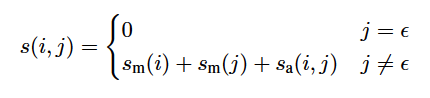 s(i, j) = { 0 j = ϵ
s_m(i) + s_m(j) + s_a(i, j) j ≠ ϵ